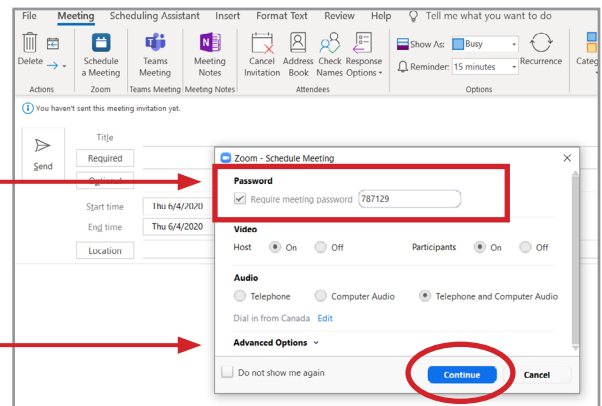 File Meeting Scheduling Assistant Insert Format Text Review Help Tell me what you want to do
Delete
Schedule a Meeting
Teams Meeting
Meeting Notes
Cancel Invitation
Address Book
Check Names
Response Options
Show As: Busy
Reminder: 15 minutes
Recurrence
Categ
Actions Zoom Teams Meeting Meeting Notes Attendees Options
You haven't sent this meeting invitation yet.
Send
Title
Required
Optional
Start time Thu 6/4/2020
End time Thu 6/4/2020
Location
Zoom - Schedule Meeting
Password
Require meeting password 787129
Video
Host On Off Participants On Off
Audio
Telephone Computer Audio Telephone and Computer Audio
Dial in from Canada Edit
Advanced Options
Do not show me again Continue Cancel